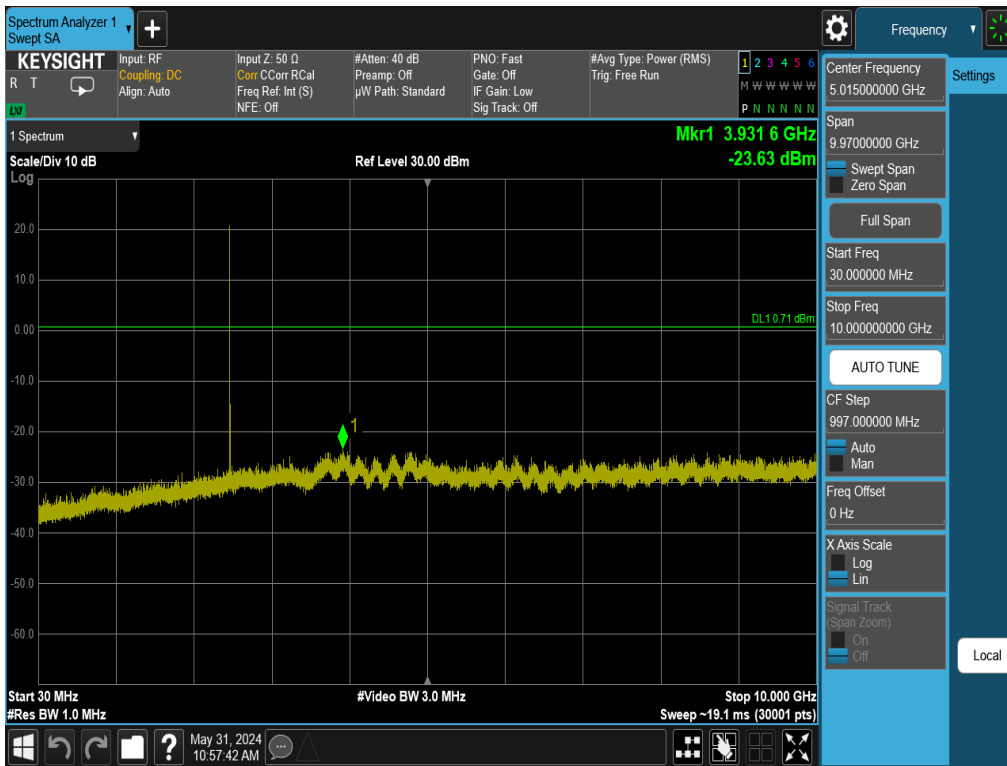 Spectrum Analyzer 1
Swept SA
Frequency
KEYSIGHT
R T
LXI
Input: RF
Coupling: DC
Align: Auto
Input Z: 50 Ω
Corr CCorr RCal
Freq Ref: Int (S)
NFE: Off
#Atten: 40 dB
Preamp: Off
µW Path: Standard
PNO: Fast
Gate: Off
IF Gain: Low
Sig Track: Off
#Avg Type: Power (RMS)
Trig: Free Run
1 2 3 4 5 6
M W W W W W
P N N N N N
1 Spectrum
Scale/Div 10 dB
Log
Ref Level 30.00 dBm
Mkr1 3.931 6 GHz
-23.63 dBm
20.0
10.0
0.00
-10.0
-20.0
-30.0
-40.0
-50.0
-60.0
DL1 0.71 dBm
1
Start 30 MHz
#Res BW 1.0 MHz
#Video BW 3.0 MHz
Stop 10.000 GHz
Sweep ~19.1 ms (30001 pts)
Center Frequency
5.015000000 GHz
Span
9.97000000 GHz
Swept Span
Zero Span
Full Span
Start Freq
30.000000 MHz
Stop Freq
10.000000000 GHz
AUTO TUNE
CF Step
997.000000 MHz
Auto
Man
Freq Offset
0 Hz
X Axis Scale
Log
Lin
Signal Track
(Span Zoom)
On
Off
Settings
Local
?
May 31, 2024
10:57:42 AM